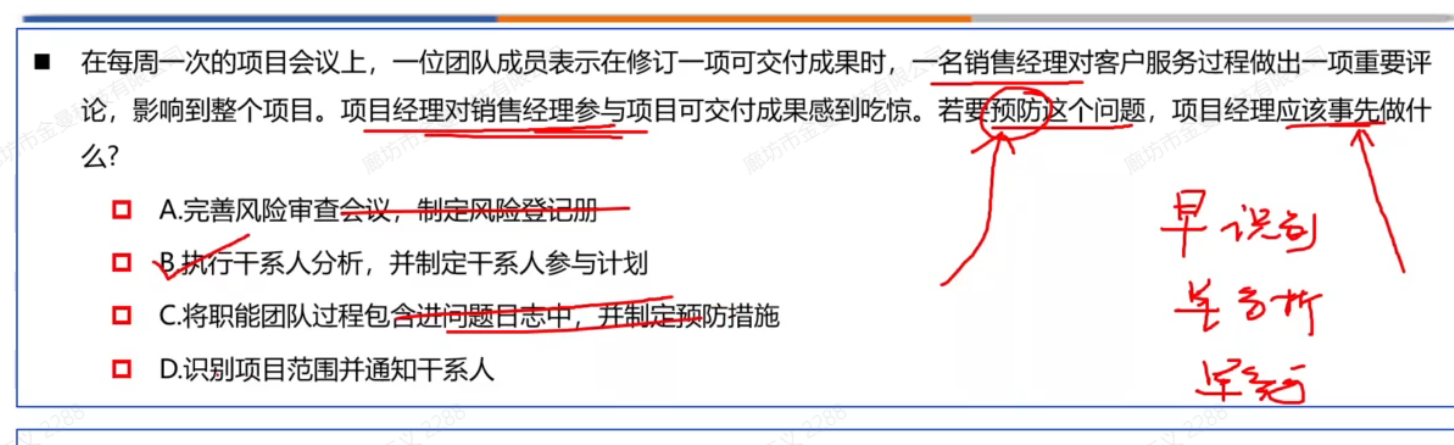 在每周一次的项目会议上，一位团队成员表示在修订一项可交付成果时，一名销售经理对客户服务过程做出一项重要评
论，影响到整个项目。项目经理对销售经理参与项目可交付成果感到吃惊。若要预防这个问题，项目经理应该事先做什
么?
A.完善风险审查会议，制定风险登记册
B.执行干系人分析，并制定干系人参与计划
C.将职能团队过程包含进问题日志中，并制定预防措施
D.识别项目范围并通知干系人
早识别
早分析
廊坊市金曼科技有限公司
2288
2288
2288